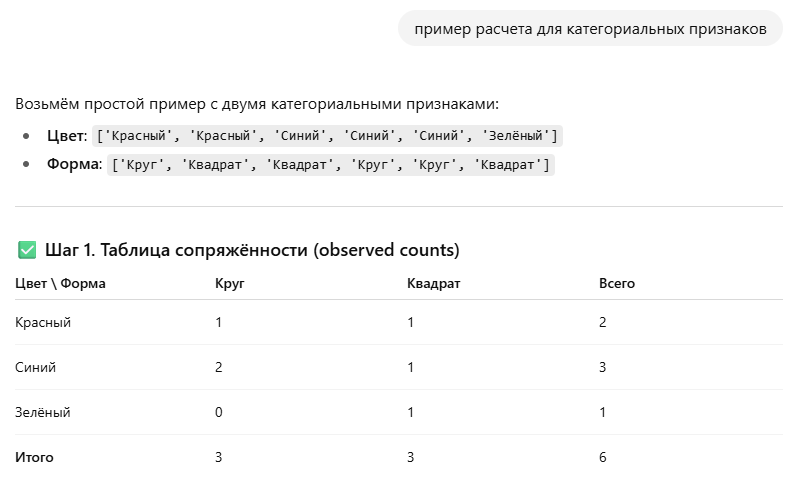 пример расчета для категориальных признаков
Возьмём простой пример с двумя категориальными признаками:
• Цвет: ['Красный', 'Красный', 'Синий', 'Синий', 'Синий', 'Зелёный']
• Форма: ['Круг', 'Квадрат', 'Квадрат', 'Круг', 'Круг', 'Квадрат']
✅ Шаг 1. Таблица сопряжённости (observed counts)
Цвет \ Форма Круг Квадрат Всего
Красный 1 1 2
Синий 2 1 3
Зелёный 0 1 1
Итого 3 3 6